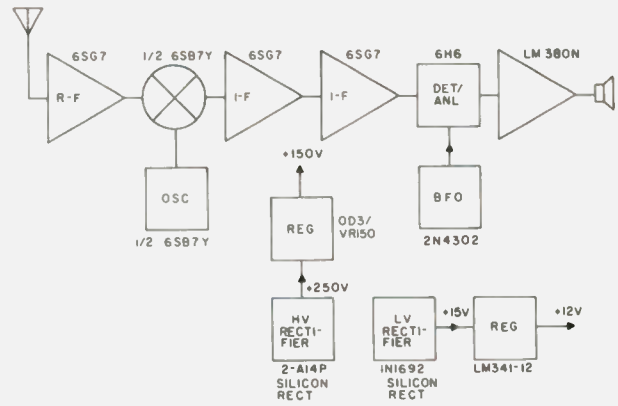 6SG7
1/2 6SB7Y
6SG7
6SG7
6H6
LM 380N
R-F
I-F
I-F
DET/
ANL
OSC
1/2 6SB7Y
BFO
2N4302
+150V
REG
OD3/
VR150
+250V
HV
RECTI-
FIER
2-A14P
SILICON
RECT
LV
RECTI-
FIER
1N1692
SILICON
RECT
+15V
REG
LM341-12
+12V